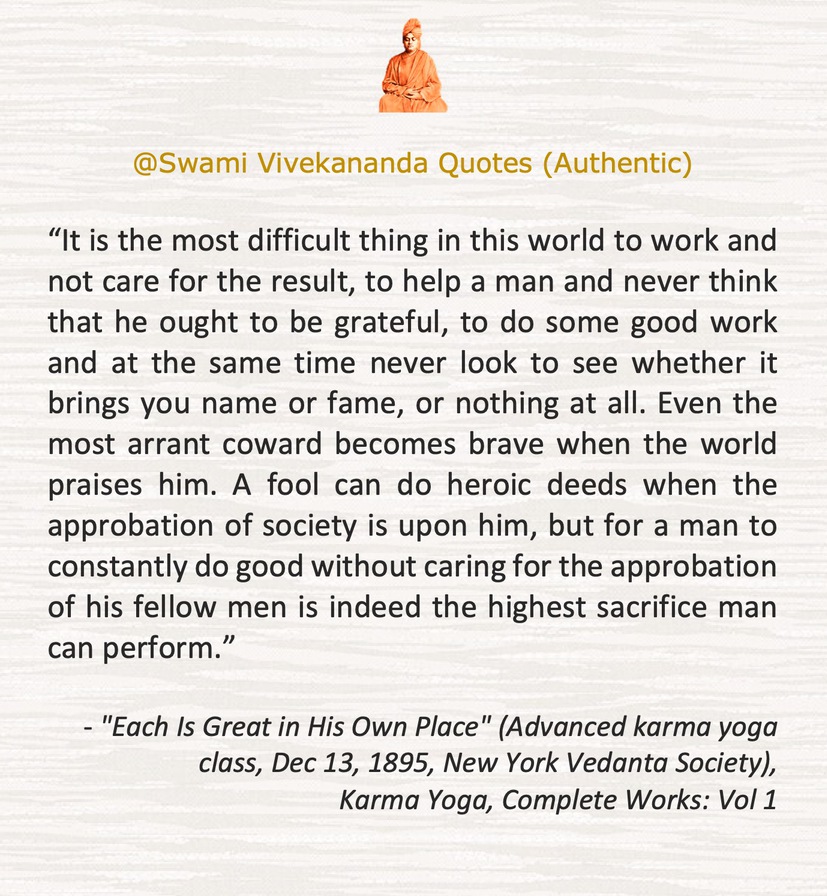 @Swami Vivekananda Quotes (Authentic)
“It is the most difficult thing in this world to work and
not care for the result, to help a man and never think
that he ought to be grateful, to do some good work
and at the same time never look to see whether it
brings you name or fame, or nothing at all. Even the
most arrant coward becomes brave when the world
praises him. A fool can do heroic deeds when the
approbation of society is upon him, but for a man to
constantly do good without caring for the approbation
of his fellow men is indeed the highest sacrifice man
can perform.”
- "Each Is Great in His Own Place" (Advanced karma yoga
class, Dec 13, 1895, New York Vedanta Society),
Karma Yoga, Complete Works: Vol 1